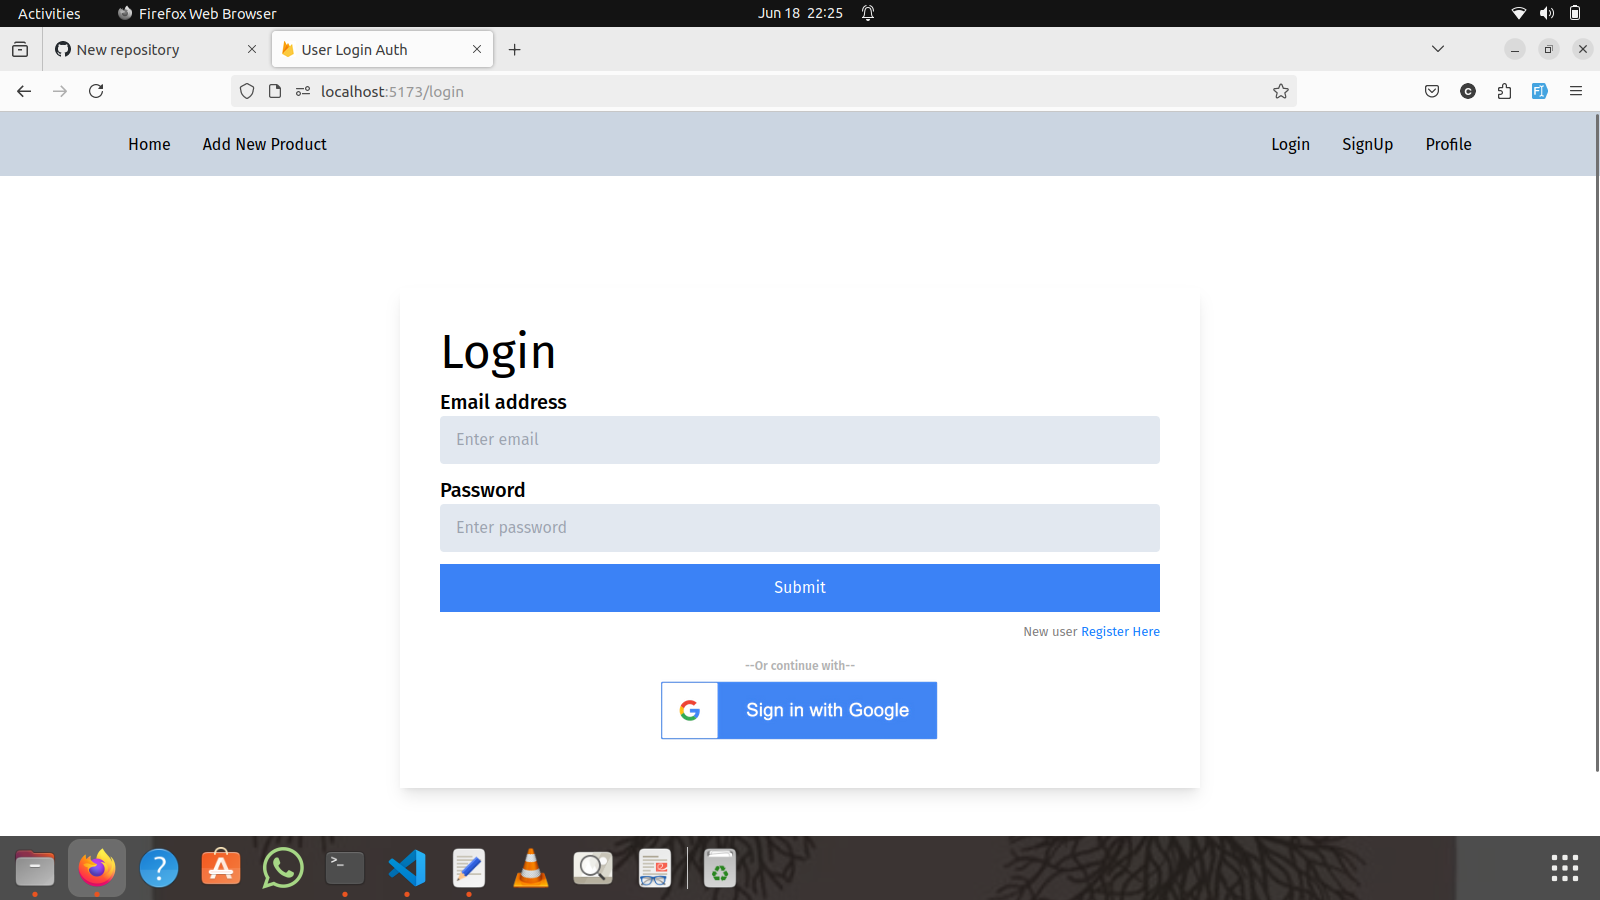 Activities Firefox Web Browser Jun 18 22:25
New repository User Login Auth
localhost:5173/login
Home Add New Product Login SignUp Profile
Login
Email address
Enter email
Password
Enter password
Submit
New user Register Here
--Or continue with--
Sign in with Google